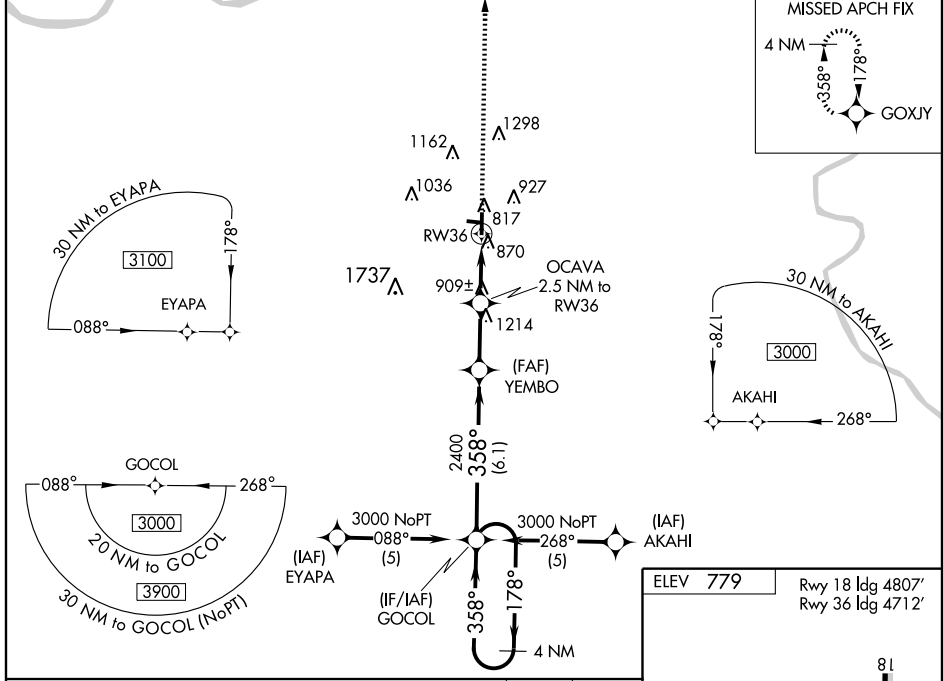 MISSED APCH FIX
4 NM
358°
178°
GOXJY
1298
1162
1036
927
817
RW36
870
30 NM to EYAPA
3100
178°
EYAPA
088°
1737
909±
OCAVA
2.5 NM to
RW36
1214
(FAF)
YEMBO
30 NM to AKAHI
178°
3000
AKAHI
268°
2400
358°
(6.1)
GOCOL
088°
268°
3000
20 NM to GOCOL
3900
30 NM to GOCOL (NoPT)
3000 NoPT
088°
(5)
(IAF)
EYAPA
3000 NoPT
268°
(5)
(IAF)
AKAHI
(IF/IAF)
GOCOL
358°
178°
4 NM
ELEV 779
Rwy 18 ldg 4807'
Rwy 36 ldg 4712'
18